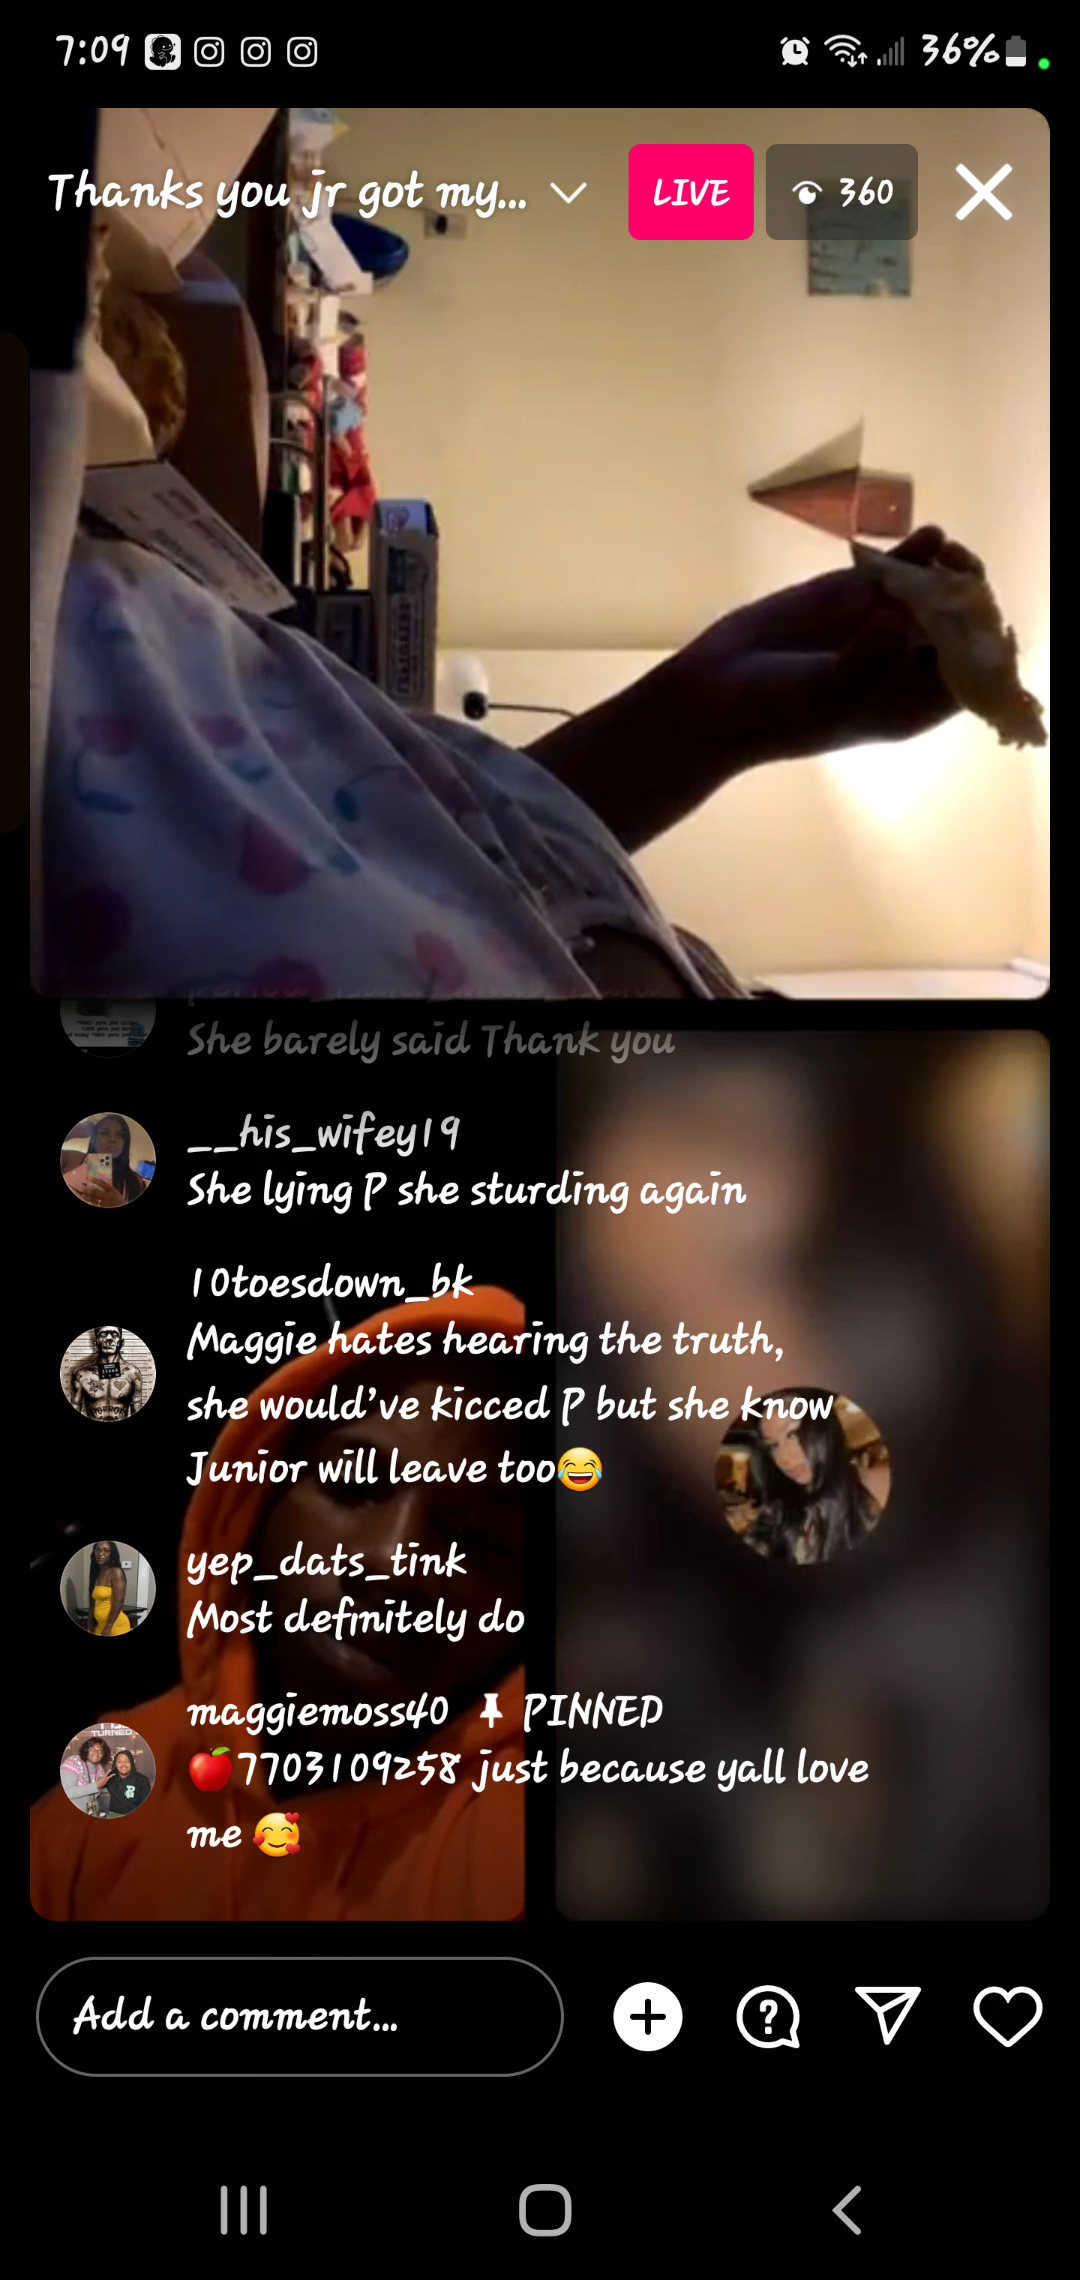 7:09
36%
Thanks you jr got my...
LIVE
360
She barely said Thank you
__his_wifey19
She lying P she sturding again
10toesdown_bk
Maggie hates hearing the truth,
she would've kicced P but she know
Junior will leave too😂
yep_dats_tink
Most definitely do
maggiemoss40 📌 PINNED
🍎7703109258 just because yall love
me 🥰
Add a comment...